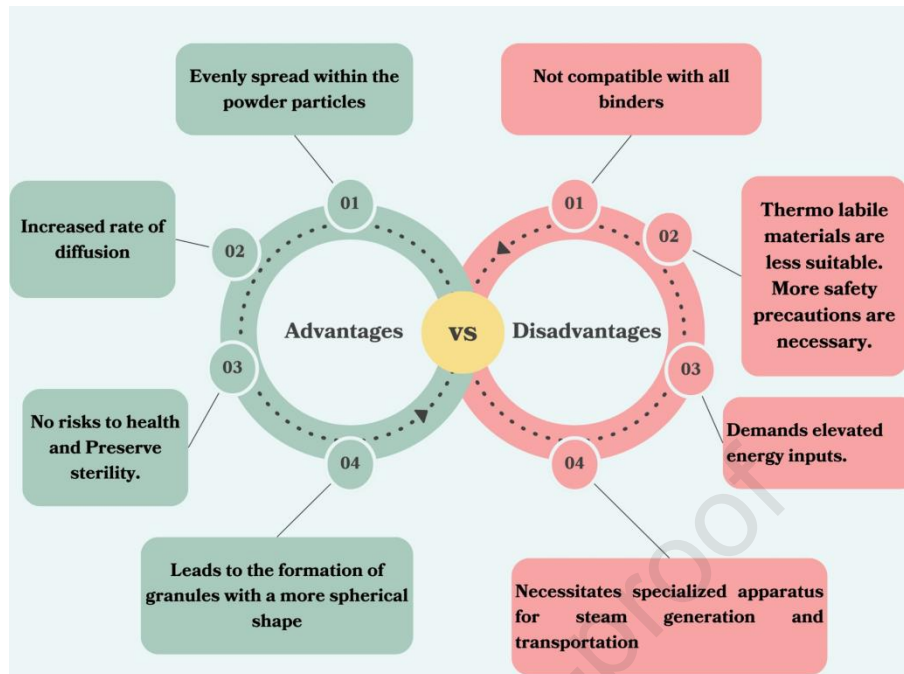 Evenly spread within the
powder particles
01
Increased rate of
diffusion
02
No risks to health
and Preserve
sterility.
03
Leads to the formation of
granules with a more spherical
shape
04
Advantages
vs
Disadvantages
Not compatible with all
binders
01
Thermo labile
materials are
less suitable.
More safety
precautions are
necessary.
02
Demands elevated
energy inputs.
03
Necessitates specialized apparatus
for steam generation and
transportation
04
proof